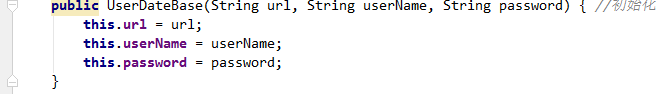 public UserDateBase(String url, String userName, String password) { //初始化
this.url = url;
this.userName = userName;
this.password = password;
}